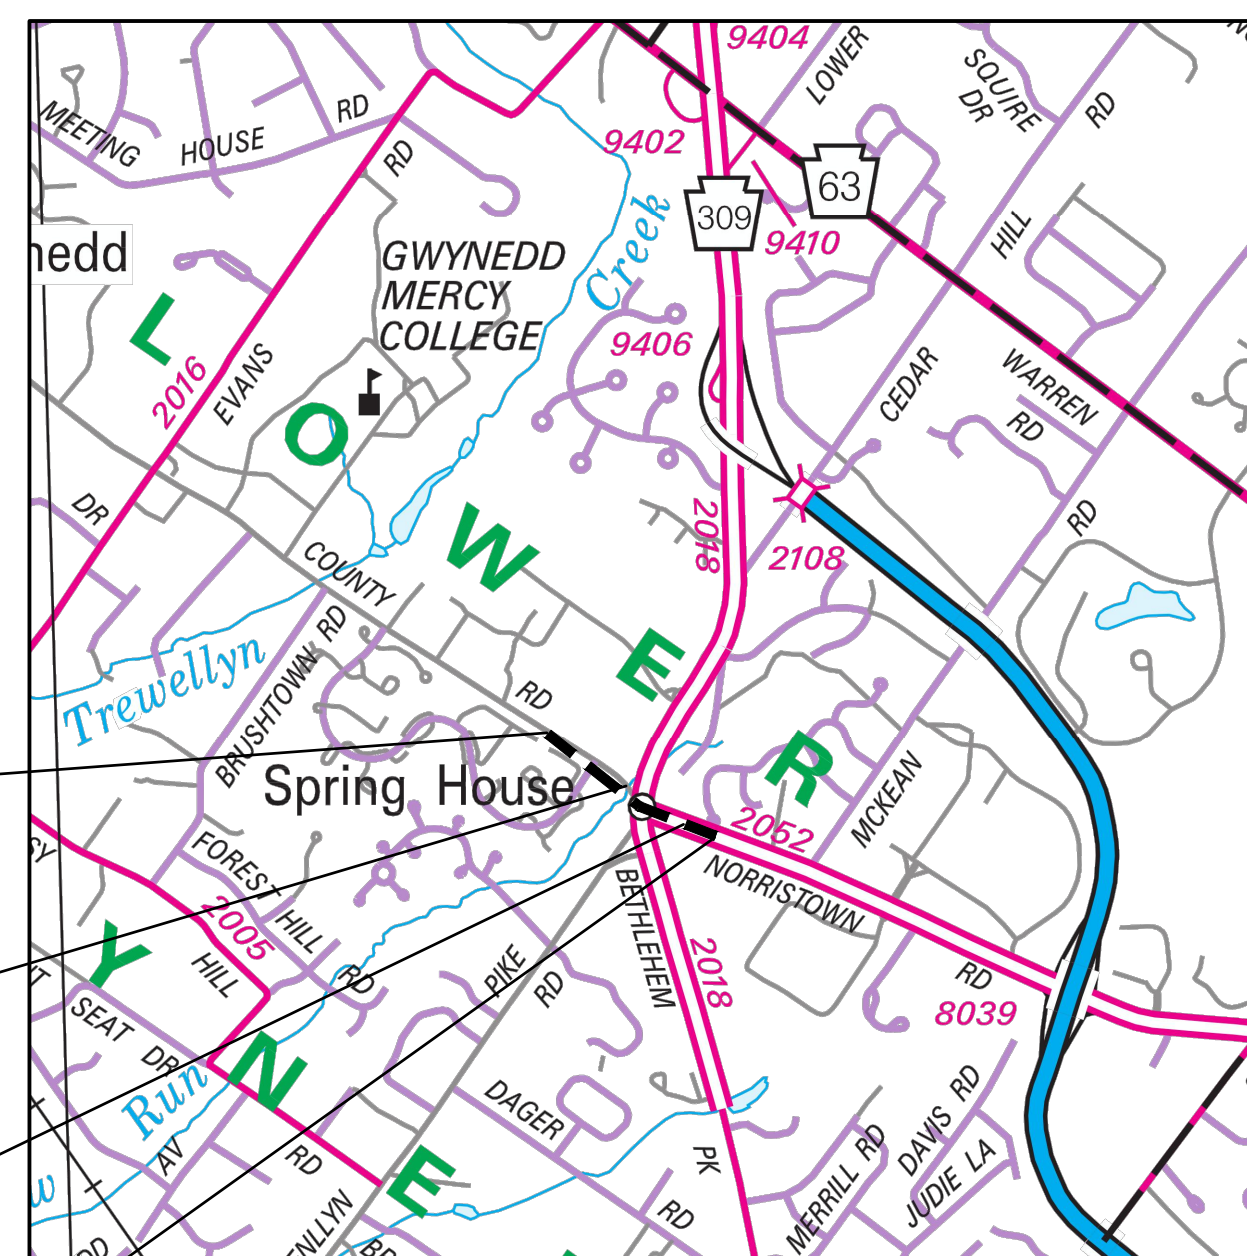 9404
LOWER
SQUIRE
DR
RD
MEETING
HOUSE
RD
RD
9402
63
309
9410
HILL
nedd
GWYNEDD
MERCY
COLLEGE
Creek
9406
L
2016
EVANS
CEDAR
WARREN
RD
O
DR
W
2018
2108
RD
COUNTY
RD
E
Trewellyn
BRUSHTOWN
RD
R
Spring House
2052
MCKEAN
NORRISTOWN
SY
FOREST
HILL
RD
2005
HILL
BETHLEHEM
2018
PIKE
RD
RD
8039
Y
SEAT
DR
N
Run
DAGER
DAVIS RD
JUDIE LA
MERRILL RD
PK
AV
RD
E
RD
w
ENLLYN
OD